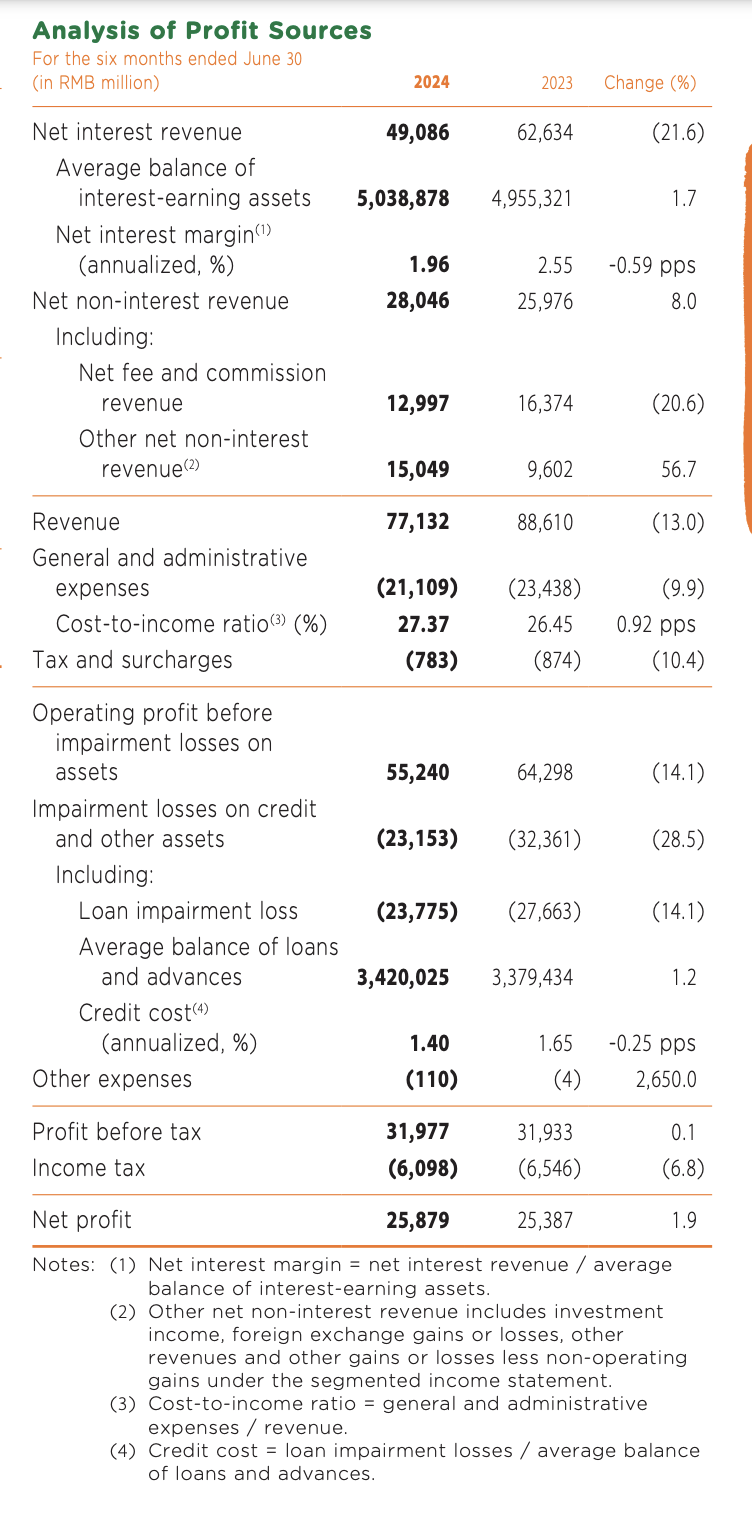 Analysis of Profit Sources
For the six months ended June 30
(in RMB million) 2024 2023 Change (%)
Net interest revenue 49,086 62,634 (21.6)
Average balance of
interest-earning assets 5,038,878 4,955,321 1.7
Net interest margin(1)
(annualized, %) 1.96 2.55 -0.59 pps
Net non-interest revenue 28,046 25,976 8.0
Including:
Net fee and commission
revenue 12,997 16,374 (20.6)
Other net non-interest
revenue(2) 15,049 9,602 56.7
Revenue 77,132 88,610 (13.0)
General and administrative
expenses (21,109) (23,438) (9.9)
Cost-to-income ratio(3) (%) 27.37 26.45 0.92 pps
Tax and surcharges (783) (874) (10.4)
Operating profit before
impairment losses on
assets 55,240 64,298 (14.1)
Impairment losses on credit
and other assets (23,153) (32,361) (28.5)
Including:
Loan impairment loss (23,775) (27,663) (14.1)
Average balance of loans
and advances 3,420,025 3,379,434 1.2
Credit cost(4)
(annualized, %) 1.40 1.65 -0.25 pps
Other expenses (110) (4) 2,650.0
Profit before tax 31,977 31,933 0.1
Income tax (6,098) (6,546) (6.8)
Net profit 25,879 25,387 1.9
Notes: (1) Net interest margin = net interest revenue / average
balance of interest-earning assets.
(2) Other net non-interest revenue includes investment
income, foreign exchange gains or losses, other
revenues and other gains or losses less non-operating
gains under the segmented income statement.
(3) Cost-to-income ratio = general and administrative
expenses / revenue.
(4) Credit cost = loan impairment losses / average balance
of loans and advances.